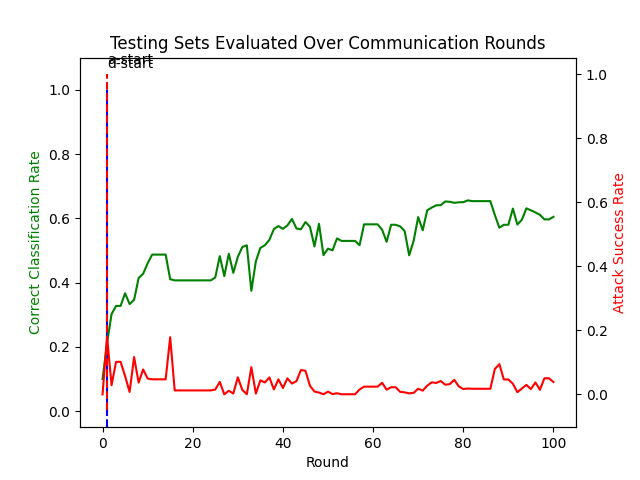 Testing Sets Evaluated Over Communication Rounds
a-start
d-start
1.0
0.8
0.6
0.4
0.2
0.0
Correct Classification Rate
1.0
0.8
0.6
0.4
0.2
0.0
Attack Success Rate
0 20 40 60 80 100
Round